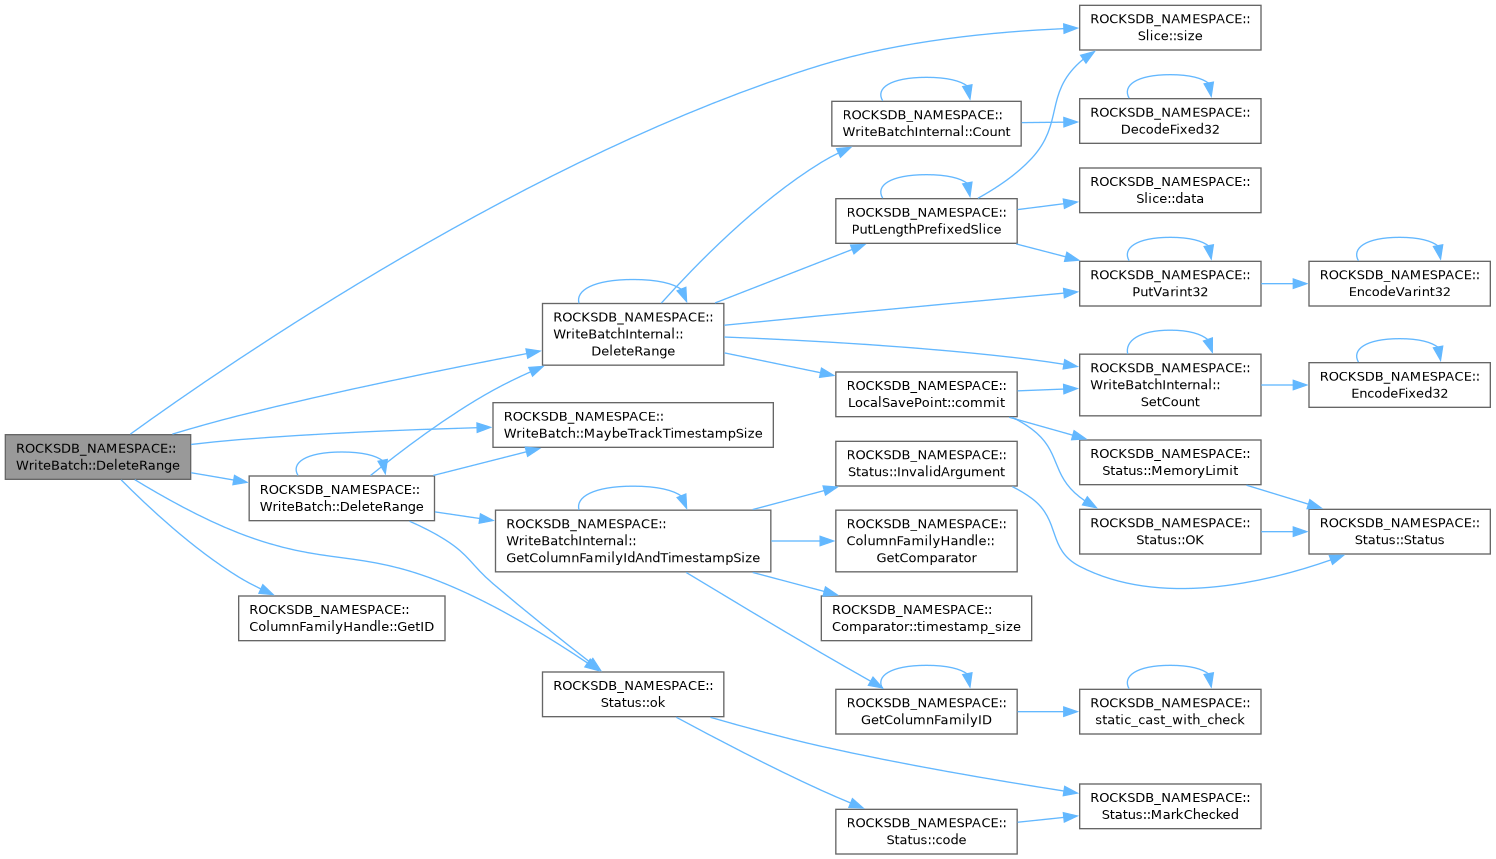 ROCKSDB_NAMESPACE::
WriteBatch::DeleteRange
ROCKSDB_NAMESPACE::
Slice::size
ROCKSDB_NAMESPACE::
WriteBatchInternal::
DeleteRange
ROCKSDB_NAMESPACE::
WriteBatchInternal::Count
ROCKSDB_NAMESPACE::
DecodeFixed32
ROCKSDB_NAMESPACE::
PutLengthPrefixedSlice
ROCKSDB_NAMESPACE::
Slice::data
ROCKSDB_NAMESPACE::
PutVarint32
ROCKSDB_NAMESPACE::
EncodeVarint32
ROCKSDB_NAMESPACE::
WriteBatchInternal::
SetCount
ROCKSDB_NAMESPACE::
EncodeFixed32
ROCKSDB_NAMESPACE::
LocalSavePoint::commit
ROCKSDB_NAMESPACE::
Status::MemoryLimit
ROCKSDB_NAMESPACE::
Status::OK
ROCKSDB_NAMESPACE::
Status::Status
ROCKSDB_NAMESPACE::
WriteBatch::MaybeTrackTimestampSize
ROCKSDB_NAMESPACE::
WriteBatch::DeleteRange
ROCKSDB_NAMESPACE::
WriteBatchInternal::
GetColumnFamilyIdAndTimestampSize
ROCKSDB_NAMESPACE::
Status::InvalidArgument
ROCKSDB_NAMESPACE::
ColumnFamilyHandle::
GetComparator
ROCKSDB_NAMESPACE::
Comparator::timestamp_size
ROCKSDB_NAMESPACE::
GetColumnFamilyID
ROCKSDB_NAMESPACE::
static_cast_with_check
ROCKSDB_NAMESPACE::
ColumnFamilyHandle::GetID
ROCKSDB_NAMESPACE::
Status::ok
ROCKSDB_NAMESPACE::
Status::code
ROCKSDB_NAMESPACE::
Status::MarkChecked